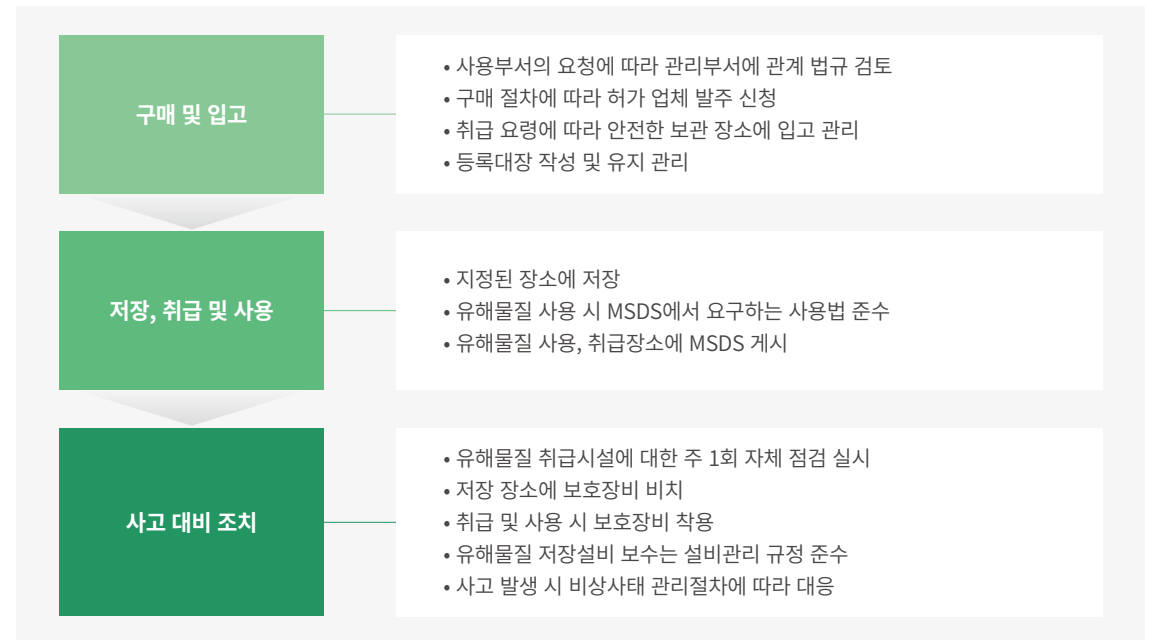 구매 및 입고
• 사용부서의 요청에 따라 관리부서에 관계 법규 검토
• 구매 절차에 따라 허가 업체 발주 신청
• 취급 요령에 따라 안전한 보관 장소에 입고 관리
• 등록대장 작성 및 유지 관리
저장, 취급 및 사용
• 지정된 장소에 저장
• 유해물질 사용 시 MSDS에서 요구하는 사용법 준수
• 유해물질 사용, 취급장소에 MSDS 게시
사고 대비 조치
• 유해물질 취급시설에 대한 주 1회 자체 점검 실시
• 저장 장소에 보호장비 비치
• 취급 및 사용 시 보호장비 착용
• 유해물질 저장설비 보수는 설비관리 규정 준수
• 사고 발생 시 비상사태 관리절차에 따라 대응